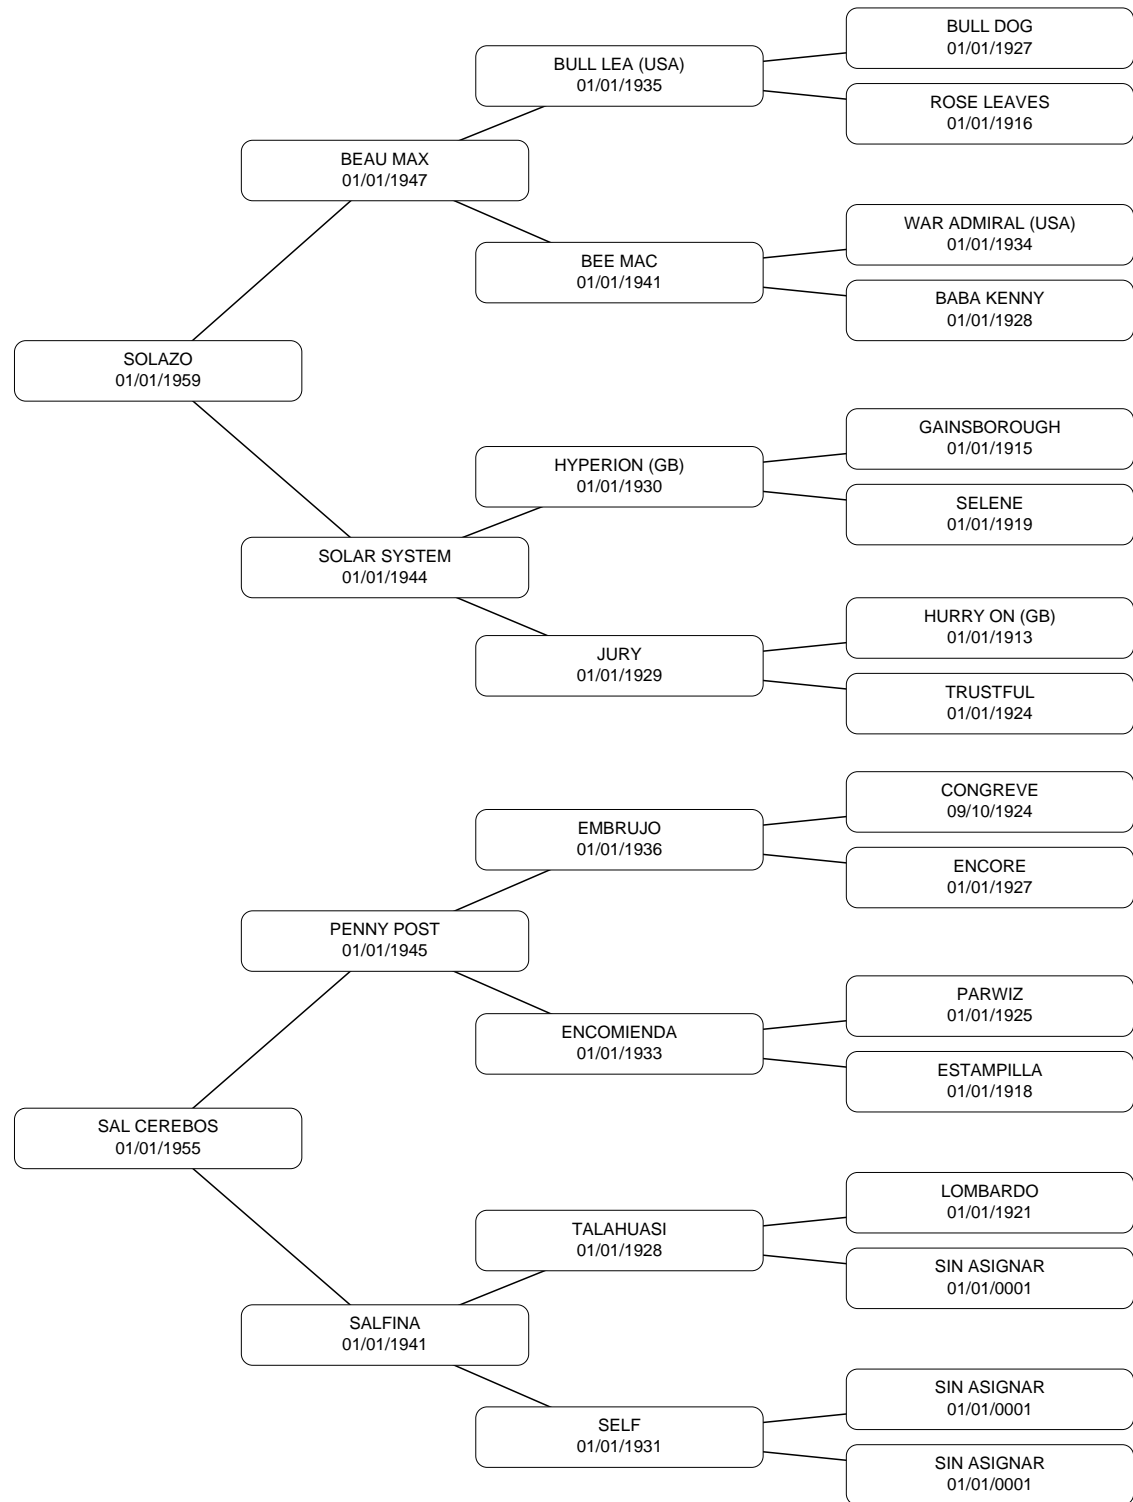 BULL DOG
01/01/1927
BULL LEA (USA)
01/01/1935
ROSE LEAVES
01/01/1916
BEAU MAX
01/01/1947
WAR ADMIRAL (USA)
01/01/1934
BEE MAC
01/01/1941
BABA KENNY
01/01/1928
SOLAZO
01/01/1959
GAINSBOROUGH
01/01/1915
HYPERION (GB)
01/01/1930
SELENE
01/01/1919
SOLAR SYSTEM
01/01/1944
HURRY ON (GB)
01/01/1913
JURY
01/01/1929
TRUSTFUL
01/01/1924
CONGREVE
09/10/1924
EMBRUJO
01/01/1936
ENCORE
01/01/1927
PENNY POST
01/01/1945
PARWIZ
01/01/1925
ENCOMIENDA
01/01/1933
ESTAMPILLA
01/01/1918
SAL CEREBOS
01/01/1955
LOMBARDO
01/01/1921
TALAHUASI
01/01/1928
SIN ASIGNAR
01/01/0001
SALFINA
01/01/1941
SIN ASIGNAR
01/01/0001
SELF
01/01/1931
SIN ASIGNAR
01/01/0001